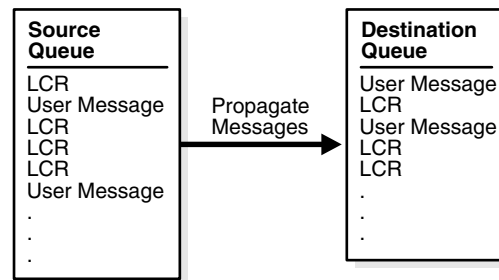 Source
Queue
LCR
User Message
LCR
LCR
LCR
User Message
.
.
.
Propagate
Messages
Destination
Queue
User Message
LCR
User Message
LCR
LCR
.
.
.